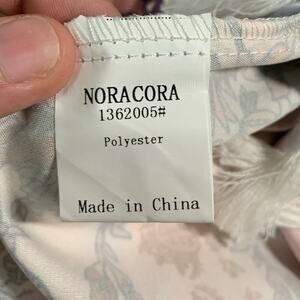 NORACORA
1362005#
Polyester
Made in China